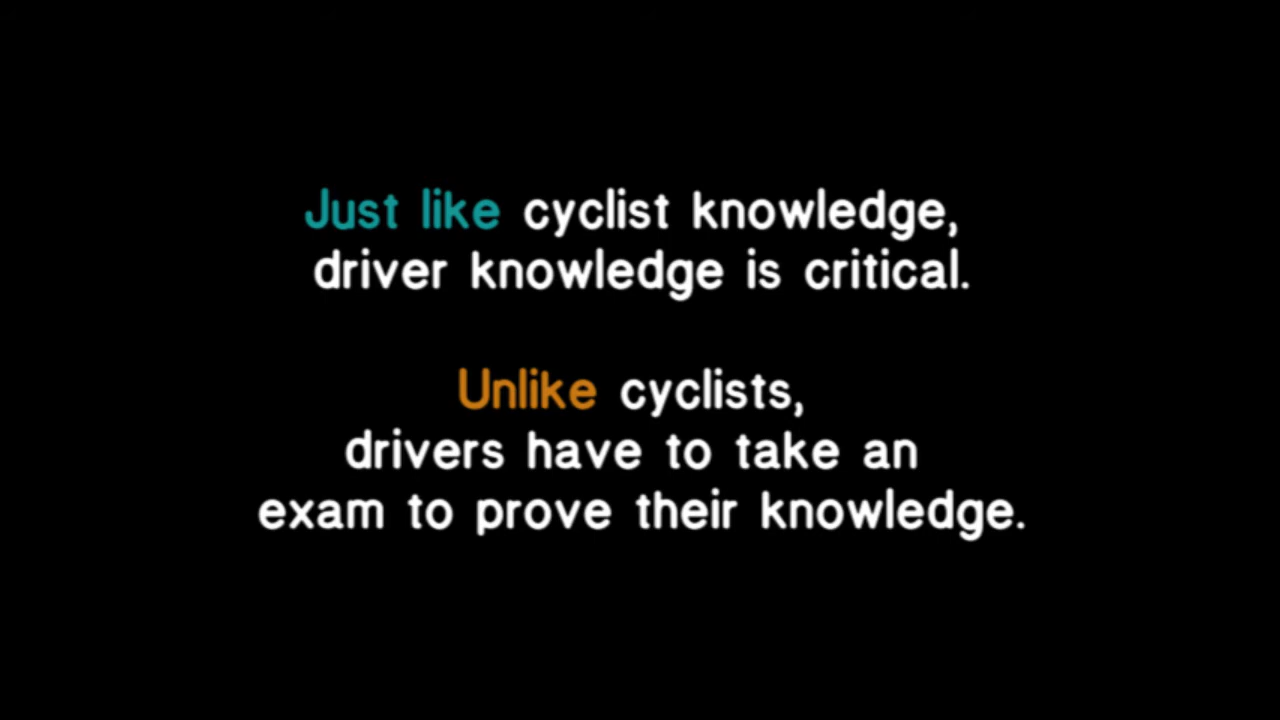 Just like cyclist knowledge,
driver knowledge is critical.
Unlike cyclists,
drivers have to take an
exam to prove their knowledge.